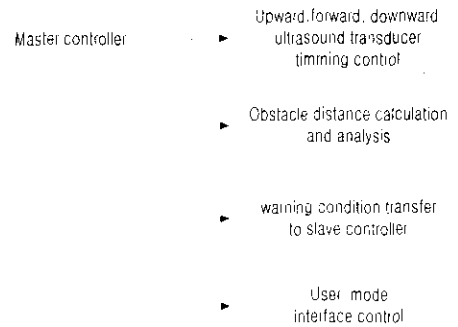 Master controller
Upward, forward, downward
ultrasound transducer
timming control
Obstacle distance calculation
and analysis
warning condition transfer
to slave controller
User mode
interface control